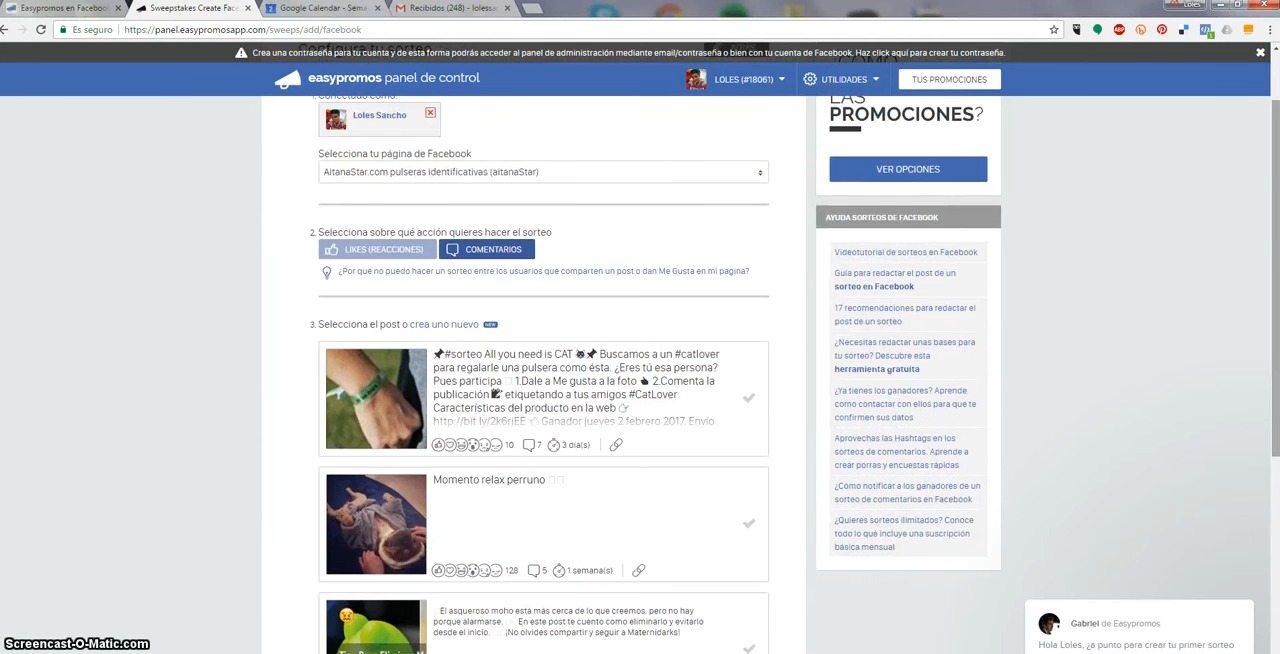 Easypromos en Facebook
Sweepstakes Create Face
Google Calendar - Sema
Recibidos (248) - lolessa
Loles
Es seguro
https://panel.easypromosapp.com/sweeps/add/facebook
Crea una contraseña para tu cuenta y de esta forma podrás acceder al panel de administración mediante email/contraseña o bien con tu cuenta de Facebook. Haz click aquí para crear tu contraseña.
easypromos panel de control
LOLES (#18061)
UTILIDADES
TUS PROMOCIONES
1. Conectado como:
Loles Sancho
Selecciona tu página de Facebook
AitanaStar.com pulseras identificativas (aitanaStar)
2. Selecciona sobre qué acción quieres hacer el sorteo
LIKES (REACCIONES)
COMENTARIOS
¿Por qué no puedo hacer un sorteo entre los usuarios que comparten un post o dan Me Gusta en mi página?
3. Selecciona el post o crea uno nuevo NEW
#sorteo All you need is CAT Buscamos a un #catlover
para regalarle una pulsera como ésta. ¿Eres tú esa persona?
Pues participa 1.Dale a Me gusta a la foto 2.Comenta la
publicación etiquetando a tus amigos #CatLover
Características del producto en la web
http://bit.ly/2k6riEE Ganador jueves 2 febrero 2017. Envio
10 7 3 día(s)
Momento relax perruno
128 5 1 semana(s)
El asqueroso moho esta más cerca de lo que creemos, pero no hay
porque alarmarse. En este post te cuento como eliminarlo y evitarlo
desde el inicio. ¡No olvides compartir y seguir a Maternidarks!
LAS
PROMOCIONES?
VER OPCIONES
AYUDA SORTEOS DE FACEBOOK
Videotutorial de sorteos en Facebook
Guia para redactar el post de un
sorteo en Facebook
17 recomendaciones para redactar el
post de un sorteo
¿Necesitas redactar unas bases para
tu sorteo? Descubre esta
herramienta gratuita
¿Ya tienes los ganadores? Aprende
como contactar con ellos para que te
confirmen sus datos
Aprovechas las Hashtags en los
sorteos de comentarios. Aprende a
crear porras y encuestas rápidas
¿Como notificar a los ganadores de un
sorteo de comentarios en Facebook
¿Quieres sorteos ilimitados? Conoce
todo lo qué incluye una suscripción
básica mensual
Gabriel de Easypromos
Hola Loles, ¿a punto para crear tu primer sorteo
Screencast-O-Matic.com